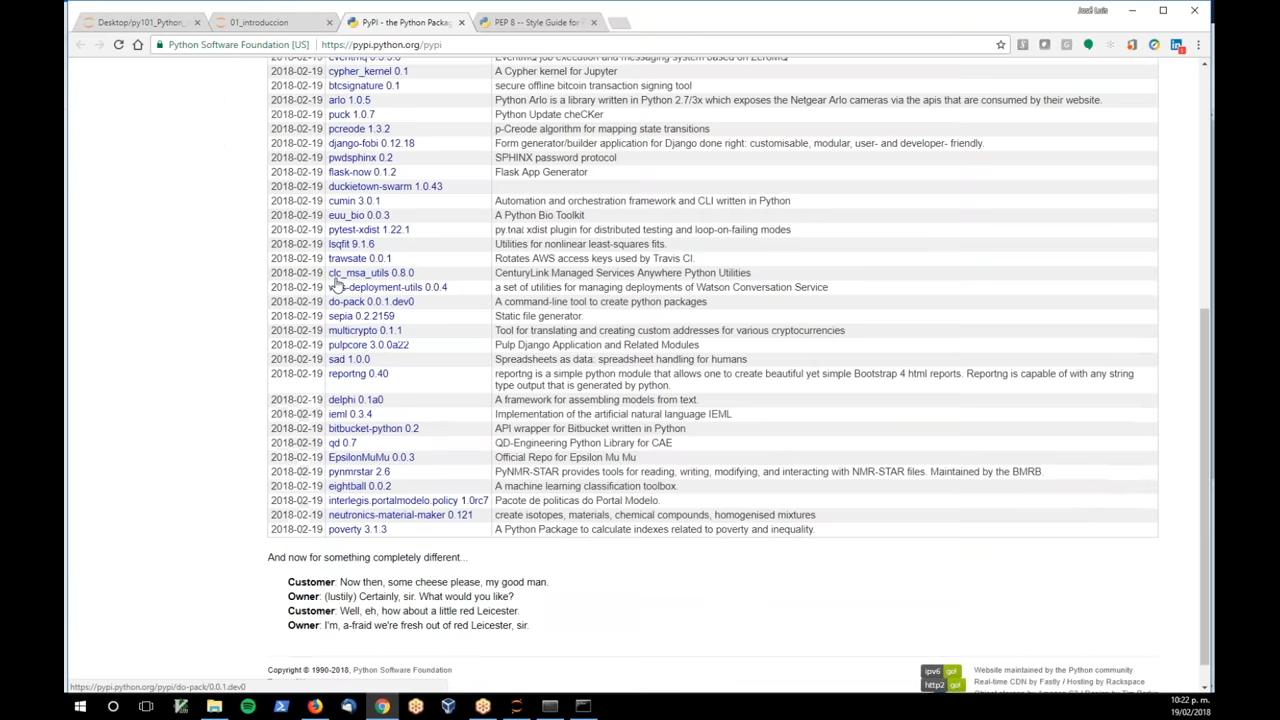 José Luis
Desktop/py101_Python_
01_introduccion
PyPI - the Python Packag
PEP 8 -- Style Guide for
Python Software Foundation [US] https://pypi.python.org/pypi
2018-02-19 cypher_kernel 0.1 A Cypher kernel for Jupyter
2018-02-19 btcsignature 0.1 secure offline bitcoin transaction signing tool
2018-02-19 arlo 1.0.5 Python Arlo is a library written in Python 2.7/3x which exposes the Netgear Arlo cameras via the apis that are consumed by their website.
2018-02-19 puck 1.0.7 Python Update cheCKer
2018-02-19 pcreode 1.3.2 p-Creode algorithm for mapping state transitions
2018-02-19 django-fobi 0.12.18 Form generator/builder application for Django done right: customisable, modular, user- and developer- friendly.
2018-02-19 pwdsphinx 0.2 SPHINX password protocol
2018-02-19 flask-now 0.1.2 Flask App Generator
2018-02-19 duckietown-swarm 1.0.43
2018-02-19 cumin 3.0.1 Automation and orchestration framework and CLI written in Python
2018-02-19 euu_bio 0.0.3 A Python Bio Toolkit
2018-02-19 pytest-xdist 1.22.1 py.test xdist plugin for distributed testing and loop-on-failing modes
2018-02-19 lsqfit 9.1.6 Utilities for nonlinear least-squares fits.
2018-02-19 trawsate 0.0.1 Rotates AWS access keys used by Travis CI.
2018-02-19 clc_msa_utils 0.8.0 CenturyLink Managed Services Anywhere Python Utilities
2018-02-19 -deployment-utils 0.0.4 a set of utilities for managing deployments of Watson Conversation Service
2018-02-19 do-pack 0.0.1.dev0 A command-line tool to create python packages
2018-02-19 sepia 0.2.2159 Static file generator.
2018-02-19 multicrypto 0.1.1 Tool for translating and creating custom addresses for various cryptocurrencies
2018-02-19 pulpcore 3.0.0a22 Pulp Django Application and Related Modules
2018-02-19 sad 1.0.0 Spreadsheets as data: spreadsheet handling for humans
2018-02-19 reportng 0.40 reportng is a simple python module that allows one to create beautiful yet simple Bootstrap 4 html reports. Reportng is capable of with any string
type output that is generated by python.
2018-02-19 delphi 0.1a0 A framework for assembling models from text.
2018-02-19 ieml 0.3.4 Implementation of the artificial natural language IEML
2018-02-19 bitbucket-python 0.2 API wrapper for Bitbucket written in Python
2018-02-19 qd 0.7 QD-Engineering Python Library for CAE
2018-02-19 EpsilonMuMu 0.0.3 Official Repo for Epsilon Mu Mu
2018-02-19 pynmrstar 2.6 PyNMR-STAR provides tools for reading, writing, modifying, and interacting with NMR-STAR files. Maintained by the BMRB.
2018-02-19 eightball 0.0.2 A machine learning classification toolbox.
2018-02-19 interlegis.portalmodelo.policy 1.0rc7 Pacote de politicas do Portal Modelo.
2018-02-19 neutronics-material-maker 0.121 create isotopes, materials, chemical compounds, homogenised mixtures
2018-02-19 poverty 3.1.3 A Python Package to calculate indexes related to poverty and inequality.
And now for something completely different...
Customer: Now then, some cheese please, my good man.
Owner: (lustily) Certainly, sir. What would you like?
Customer: Well, eh, how about a little red Leicester.
Owner: I'm, a-fraid we're fresh out of red Leicester, sir.
Copyright © 1990-2018, Python Software Foundation
ipv6 go!
http2 go!
Website maintained by the Python community
Real-time CDN by Fastly / Hosting by Rackspace
https://pypi.python.org/pypi/do-pack/0.0.1.dev0
10:22 p. m.
19/02/2018